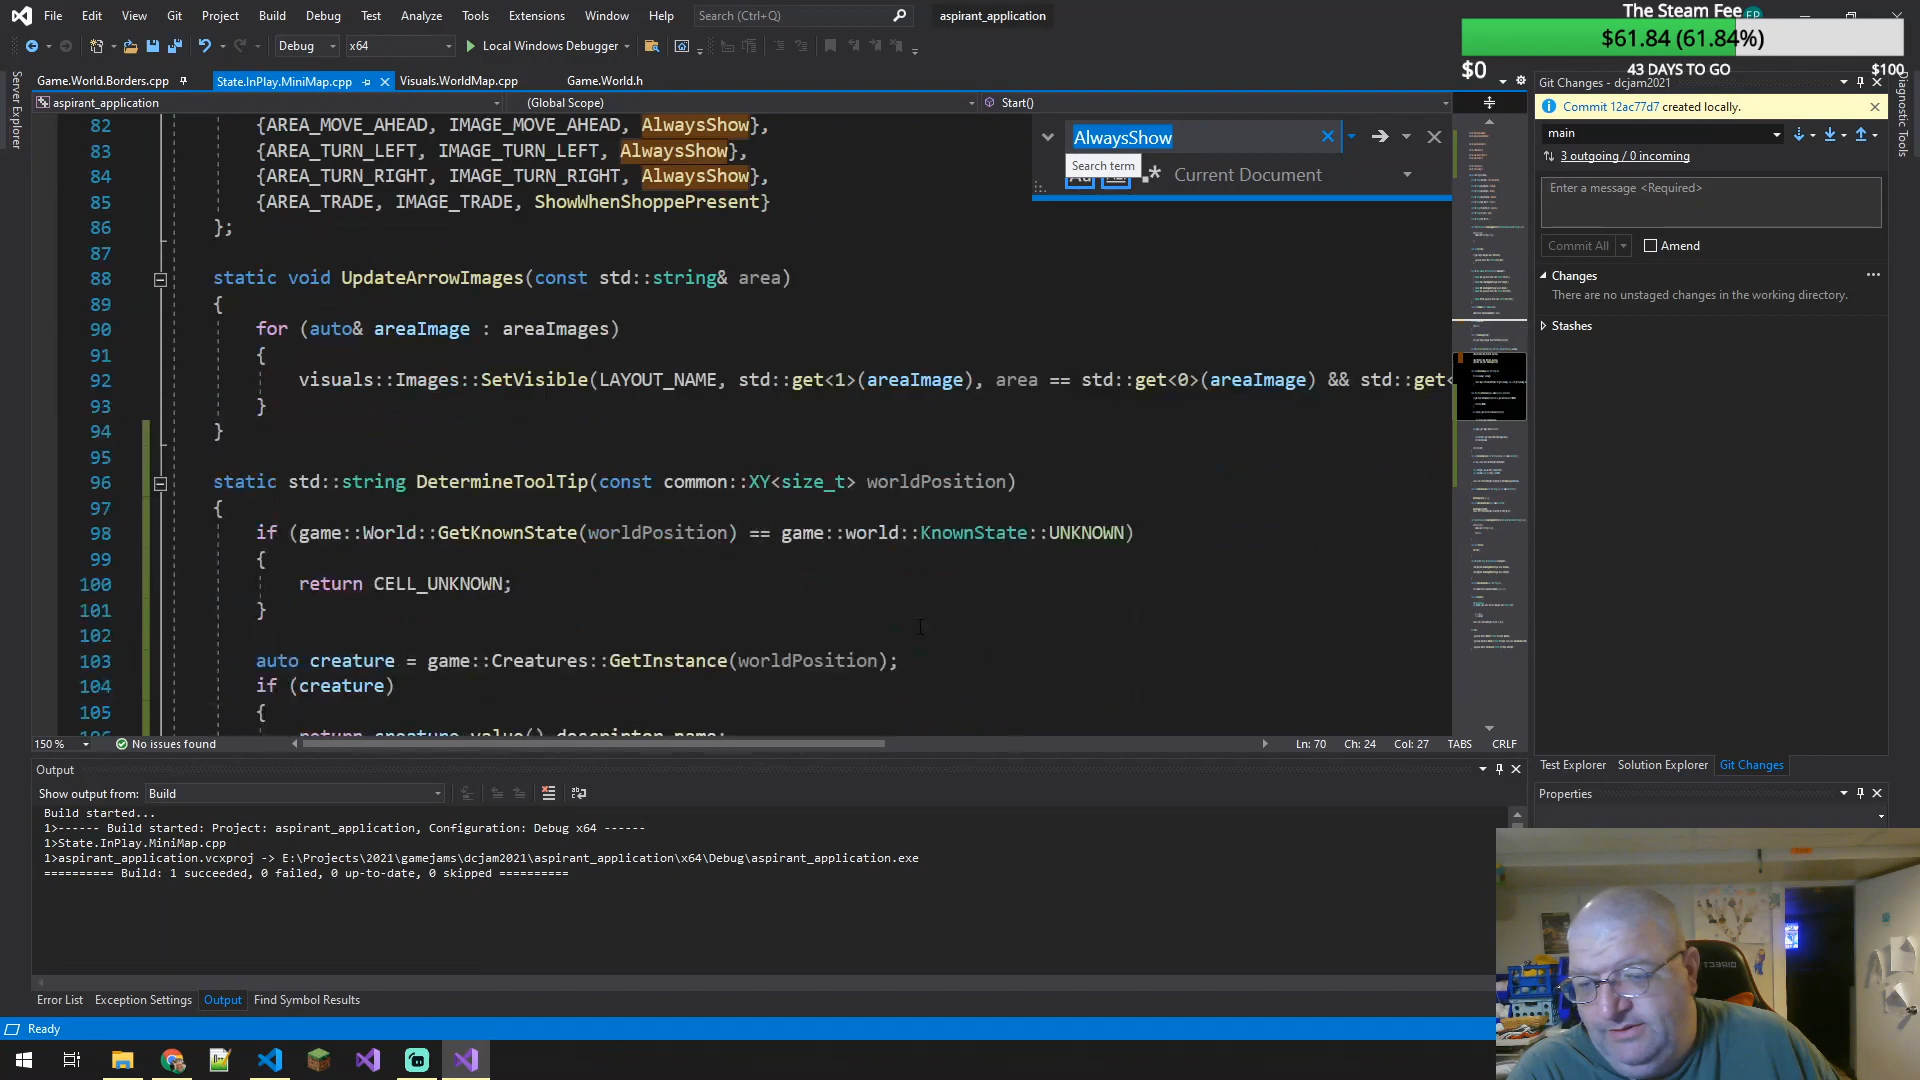 File Edit View Git Project Build Debug Test Analyze Tools Extensions Window Help Search (Ctrl+Q) aspirant_application
The Steam Fee
$61.84 (61.84%)
$0 43 DAYS TO GO $100
Debug x64 Local Windows Debugger
Server Explorer
Game.World.Borders.cpp State.InPlay.MiniMap.cpp Visuals.WorldMap.cpp Game.World.h
aspirant_application (Global Scope) Start()
AlwaysShow
Search term
Current Document
82 {AREA_MOVE_AHEAD, IMAGE_MOVE_AHEAD, AlwaysShow},
83 {AREA_TURN_LEFT, IMAGE_TURN_LEFT, AlwaysShow},
84 {AREA_TURN_RIGHT, IMAGE_TURN_RIGHT, AlwaysShow},
85 {AREA_TRADE, IMAGE_TRADE, ShowWhenShoppePresent}
86 };
87
88 static void UpdateArrowImages(const std::string& area)
89 {
90 for (auto& areaImage : areaImages)
91 {
92 visuals::Images::SetVisible(LAYOUT_NAME, std::get<1>(areaImage), area == std::get<0>(areaImage) && std::get<
93 }
94 }
95
96 static std::string DetermineToolTip(const common::XY<size_t> worldPosition)
97 {
98 if (game::World::GetKnownState(worldPosition) == game::world::KnownState::UNKNOWN)
99 {
100 return CELL_UNKNOWN;
101 }
102
103 auto creature = game::Creatures::GetInstance(worldPosition);
104 if (creature)
105 {
150 % No issues found Ln: 70 Ch: 24 Col: 27 TABS CRLF
Output
Show output from: Build
Build started...
1>------ Build started: Project: aspirant_application, Configuration: Debug x64 ------
1>State.InPlay.MiniMap.cpp
1>aspirant_application.vcxproj -> E:\Projects\2021\gamejams\dcjam2021\aspirant_application\x64\Debug\aspirant_application.exe
========== Build: 1 succeeded, 0 failed, 0 up-to-date, 0 skipped ==========
Error List Exception Settings Output Find Symbol Results
Ready
Git Changes - dcjam2021
Commit 12ac77d7 created locally.
main
3 outgoing / 0 incoming
Enter a message <Required>
Commit All Amend
Changes
There are no unstaged changes in the working directory.
Stashes
Test Explorer Solution Explorer Git Changes
Properties
Diagnostic Tools